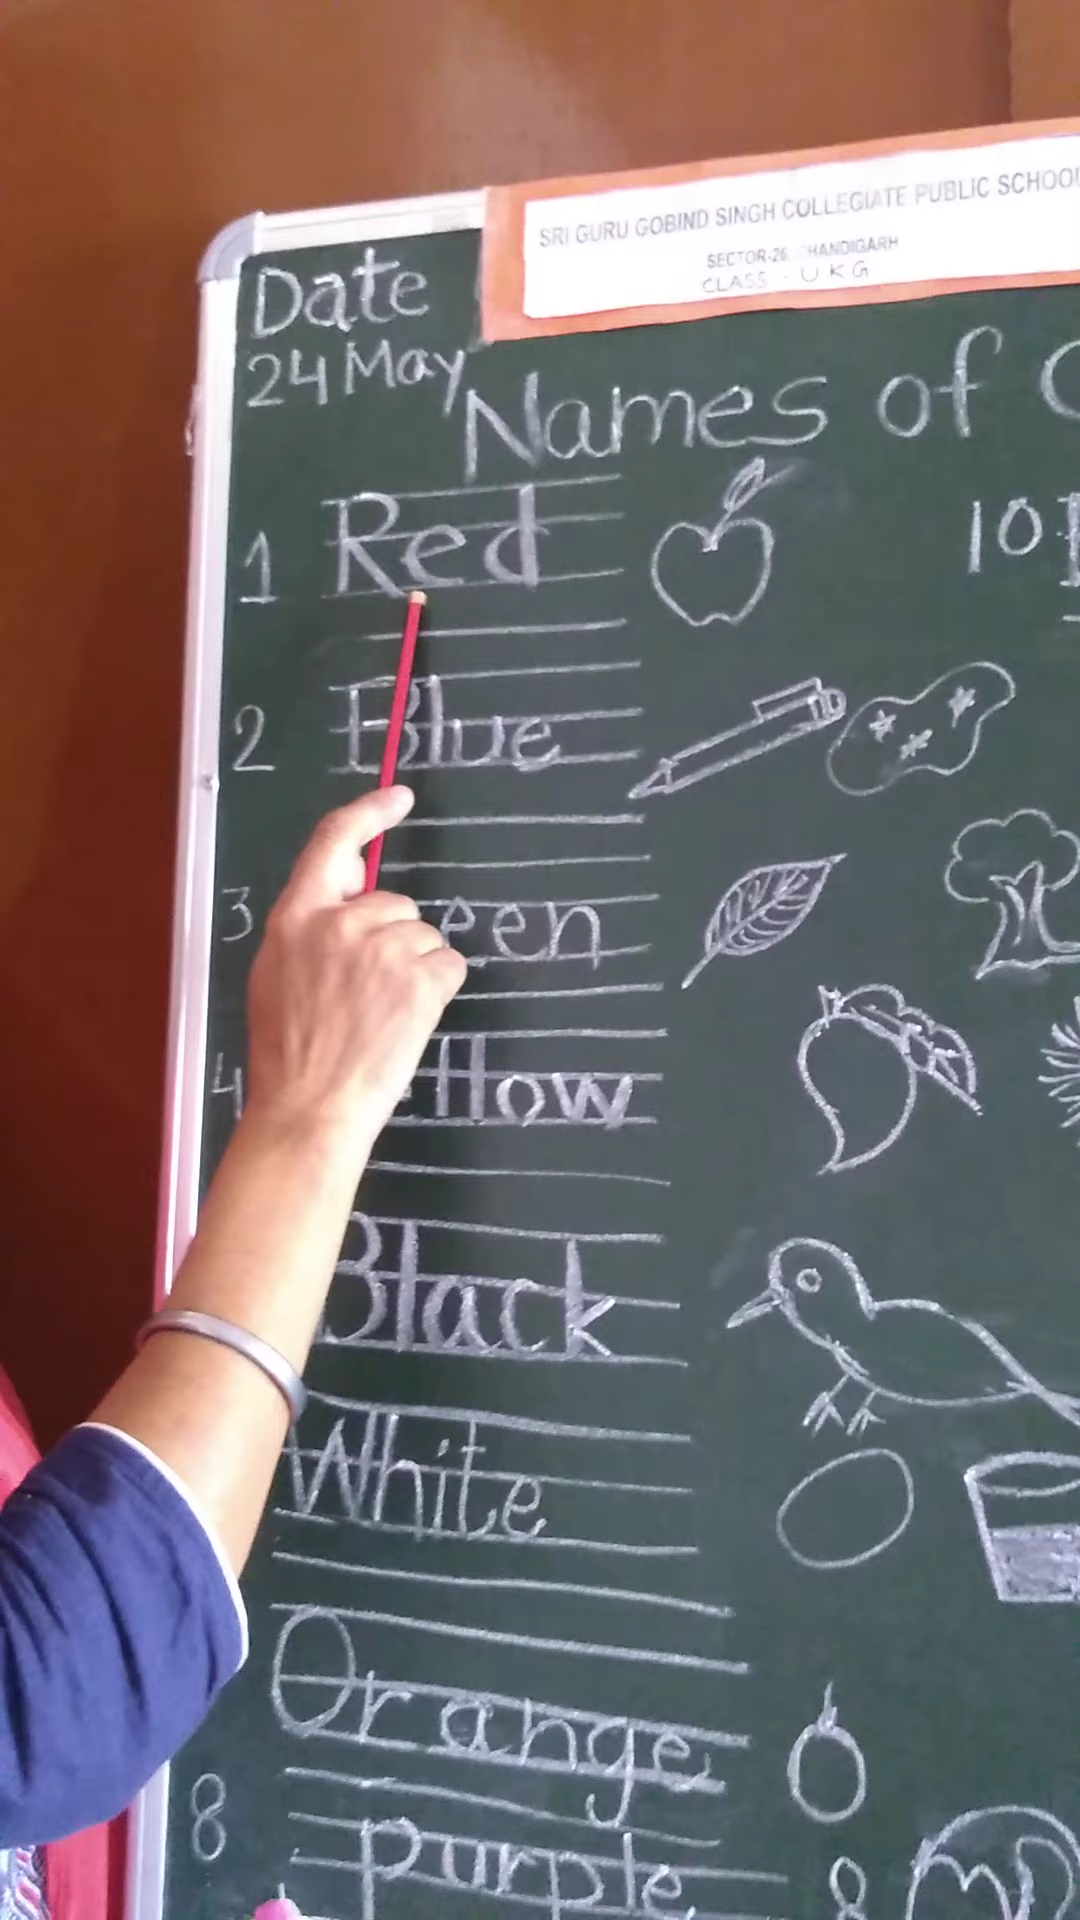 SRI GURU GOBIND SINGH COLLEGIATE PUBLIC SCHOOL
SECTOR-26, CHANDIGARH
CLASS - UKG
Date
24 May
Names of
1 Red
2 Blue
3 een
4 ellow
Black
White
Orange
8 Purple
10